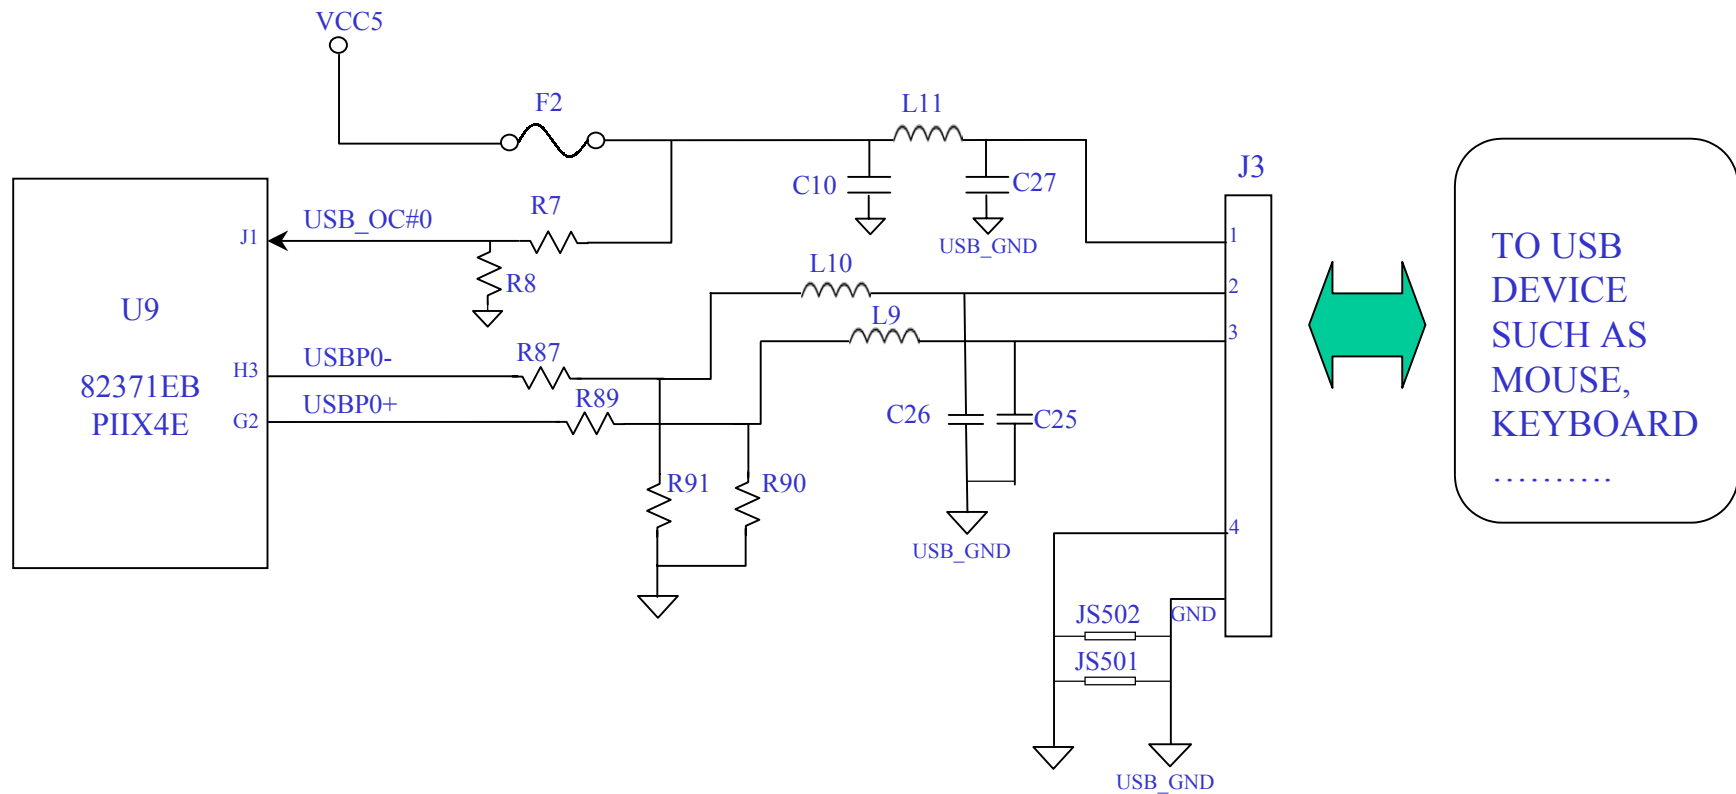 VCC5
F2
L11
C10
C27
J3
USB_GND
J1
USB_OC#0
R7
R8
L10
L9
1
2
3
U9
82371EB
PIIX4E
H3
USBP0-
R87
G2
USBP0+
R89
C26
C25
R91
R90
USB_GND
4
GND
JS502
JS501
USB_GND
TO USB
DEVICE
SUCH AS
MOUSE,
KEYBOARD
..........